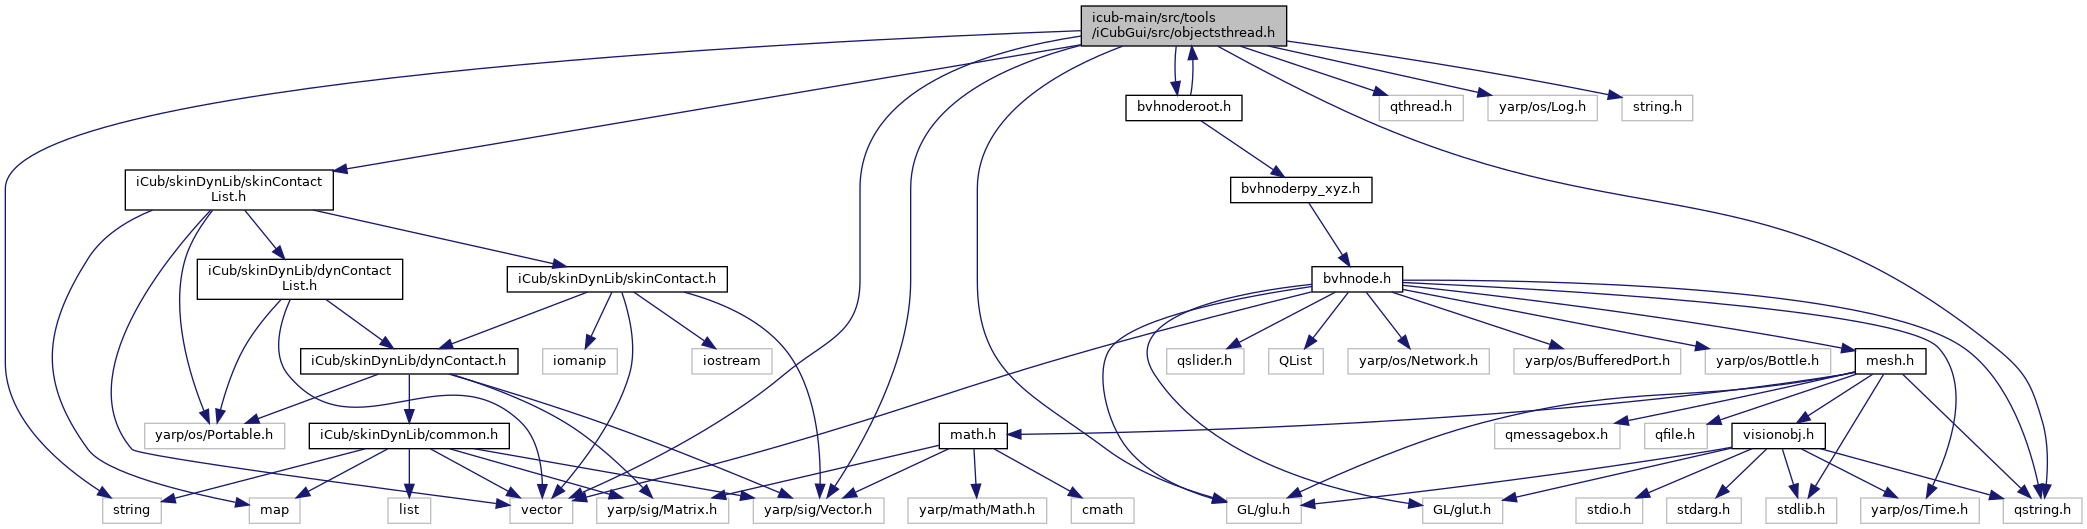 icub-main/src/tools
/iCubGui/src/objectsthread.h
bvhnoderoot.h
qthread.h
yarp/os/Log.h
string.h
iCub/skinDynLib/skinContact
List.h
bvhnoderpy_xyz.h
iCub/skinDynLib/dynContact
List.h
iCub/skinDynLib/skinContact.h
bvhnode.h
iCub/skinDynLib/dynContact.h
iomanip
iostream
qslider.h
QList
yarp/os/Network.h
yarp/os/BufferedPort.h
yarp/os/Bottle.h
mesh.h
yarp/os/Portable.h
iCub/skinDynLib/common.h
math.h
qmessagebox.h
qfile.h
visionobj.h
string
map
list
vector
yarp/sig/Matrix.h
yarp/sig/Vector.h
yarp/math/Math.h
cmath
GL/glu.h
GL/glut.h
stdio.h
stdarg.h
stdlib.h
yarp/os/Time.h
qstring.h